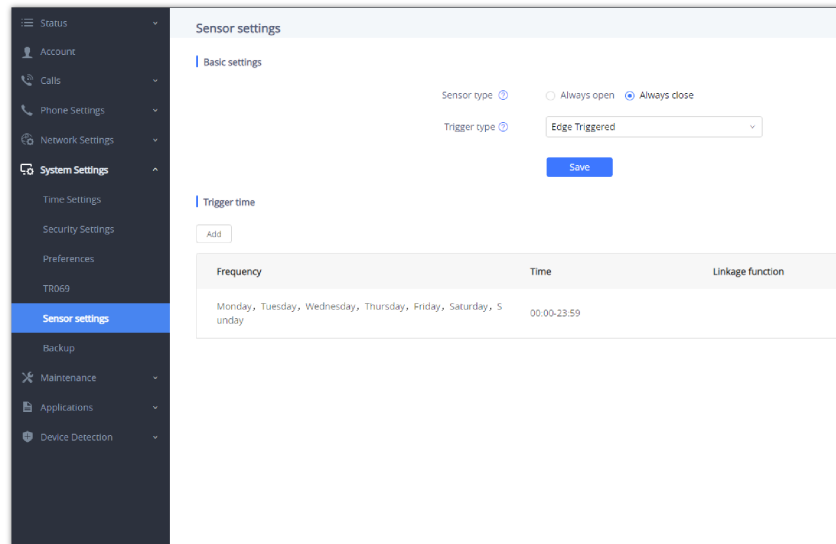 Status
Account
Calls
Phone Settings
Network Settings
System Settings
Time Settings
Security Settings
Preferences
TR069
Sensor settings
Backup
Maintenance
Applications
Device Detection
Sensor settings
Basic settings
Sensor type ? Always open Always close
Trigger type ? Edge Triggered
Save
Trigger time
Add
Frequency Time Linkage function
Monday, Tuesday, Wednesday, Thursday, Friday, Saturday, S
unday 00:00-23:59